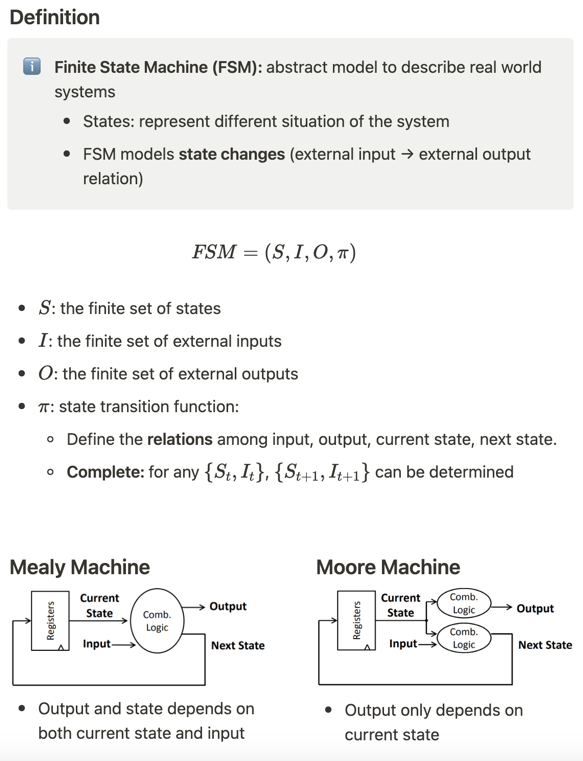 Definition
Finite State Machine (FSM): abstract model to describe real world
systems
• States: represent different situation of the system
• FSM models state changes (external input → external output
relation)
FSM = (S, I, O, π)
• S: the finite set of states
• I: the finite set of external inputs
• O: the finite set of external outputs
• π: state transition function:
◦ Define the relations among input, output, current state, next state.
◦ Complete: for any {S_t, I_t}, {S_{t+1}, I_{t+1}} can be determined
Mealy Machine
Registers
Current
State
Input
Comb.
Logic
Output
Next State
• Output and state depends on
both current state and input
Moore Machine
Registers
Current
State
Input
Comb.
Logic
Comb.
Logic
Output
Next State
• Output only depends on
current state